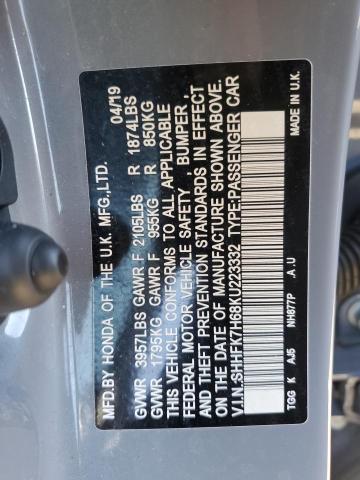 MFD.BY HONDA OF THE U.K. MFG.,LTD. 04/19
GVWR 3957LBS GAWR F 2105LBS R 1874LBS
GVWR 1795KG GAWR F 955KG R 850KG
THIS VEHICLE CONFORMS TO ALL APPLICABLE
FEDERAL MOTOR VEHICLE SAFETY , BUMPER ,
AND THEFT PREVENTION STANDARDS IN EFFECT
ON THE DATE OF MANUFACTURE SHOWN ABOVE.
V.I.N.:SHHFK7H68KU223332 TYPE:PASSENGER CAR
TGG K AJ5 NH877P .A .U MADE IN U.K.